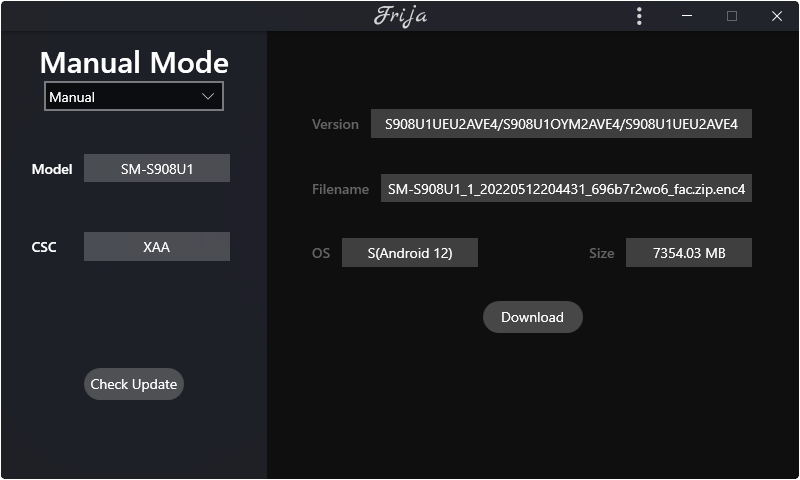 Frija
Manual Mode
Manual
Model SM-S908U1
CSC XAA
Check Update
Version S908U1UEU2AVE4/S908U1OYM2AVE4/S908U1UEU2AVE4
Filename SM-S908U1_1_20220512204431_696b7r2wo6_fac.zip.enc4
OS S(Android 12) Size 7354.03 MB
Download